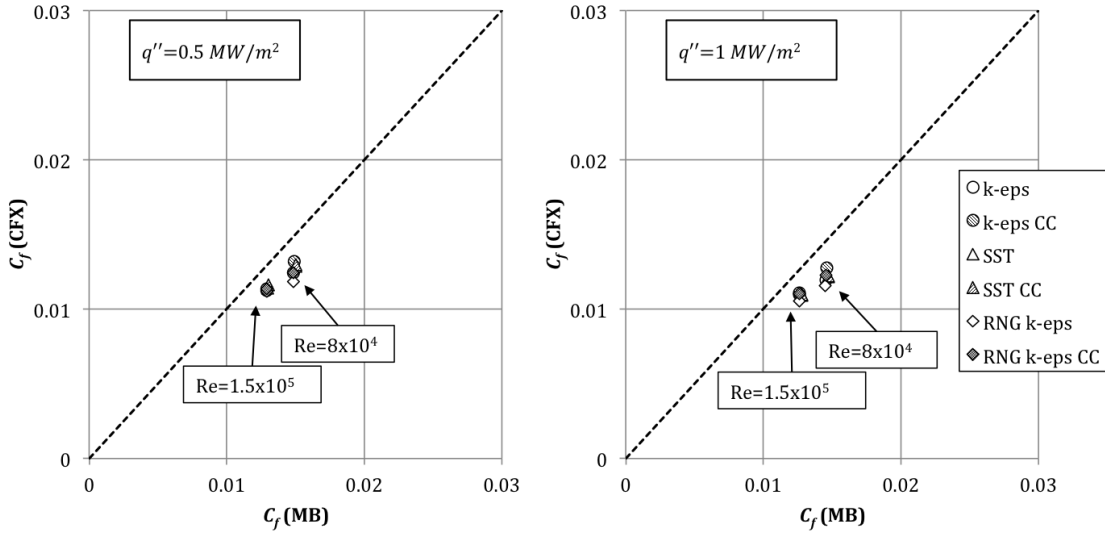 0.03
q''=0.5 MW/m²
0.02
C_f (CFX)
0.01
Re=8x10⁴
Re=1.5x10⁵
0
0 0.01 0.02 0.03
C_f (MB)
0.03
q''=1 MW/m²
0.02
C_f (CFX)
0.01
Re=8x10⁴
Re=1.5x10⁵
0
0 0.01 0.02 0.03
C_f (MB)
k-eps
k-eps CC
SST
SST CC
RNG k-eps
RNG k-eps CC